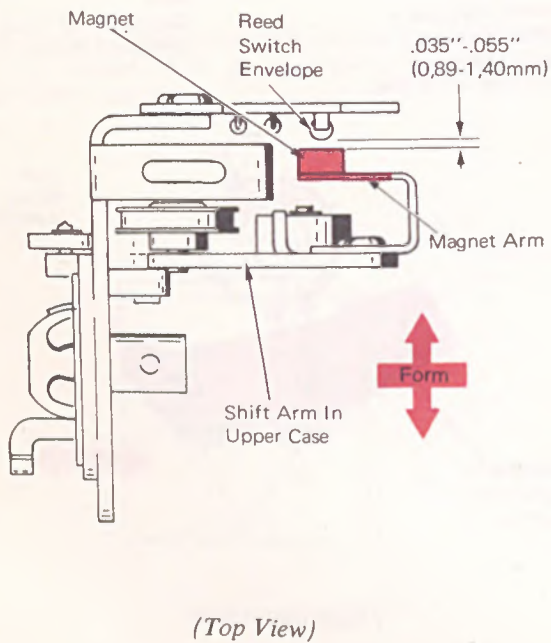 Magnet
Reed
Switch
Envelope
.035''-.055''
(0,89-1,40mm)
Magnet Arm
Form
Shift Arm In
Upper Case
(Top View)